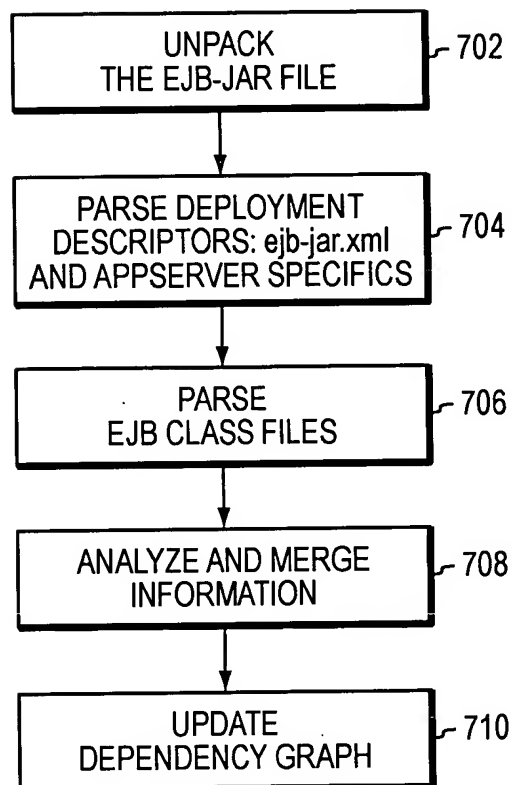 UNPACK
THE EJB-JAR FILE
702
PARSE DEPLOYMENT
DESCRIPTORS: ejb-jar.xml
AND APPSERVER SPECIFICS
704
PARSE
EJB CLASS FILES
706
ANALYZE AND MERGE
INFORMATION
708
UPDATE
DEPENDENCY GRAPH
710